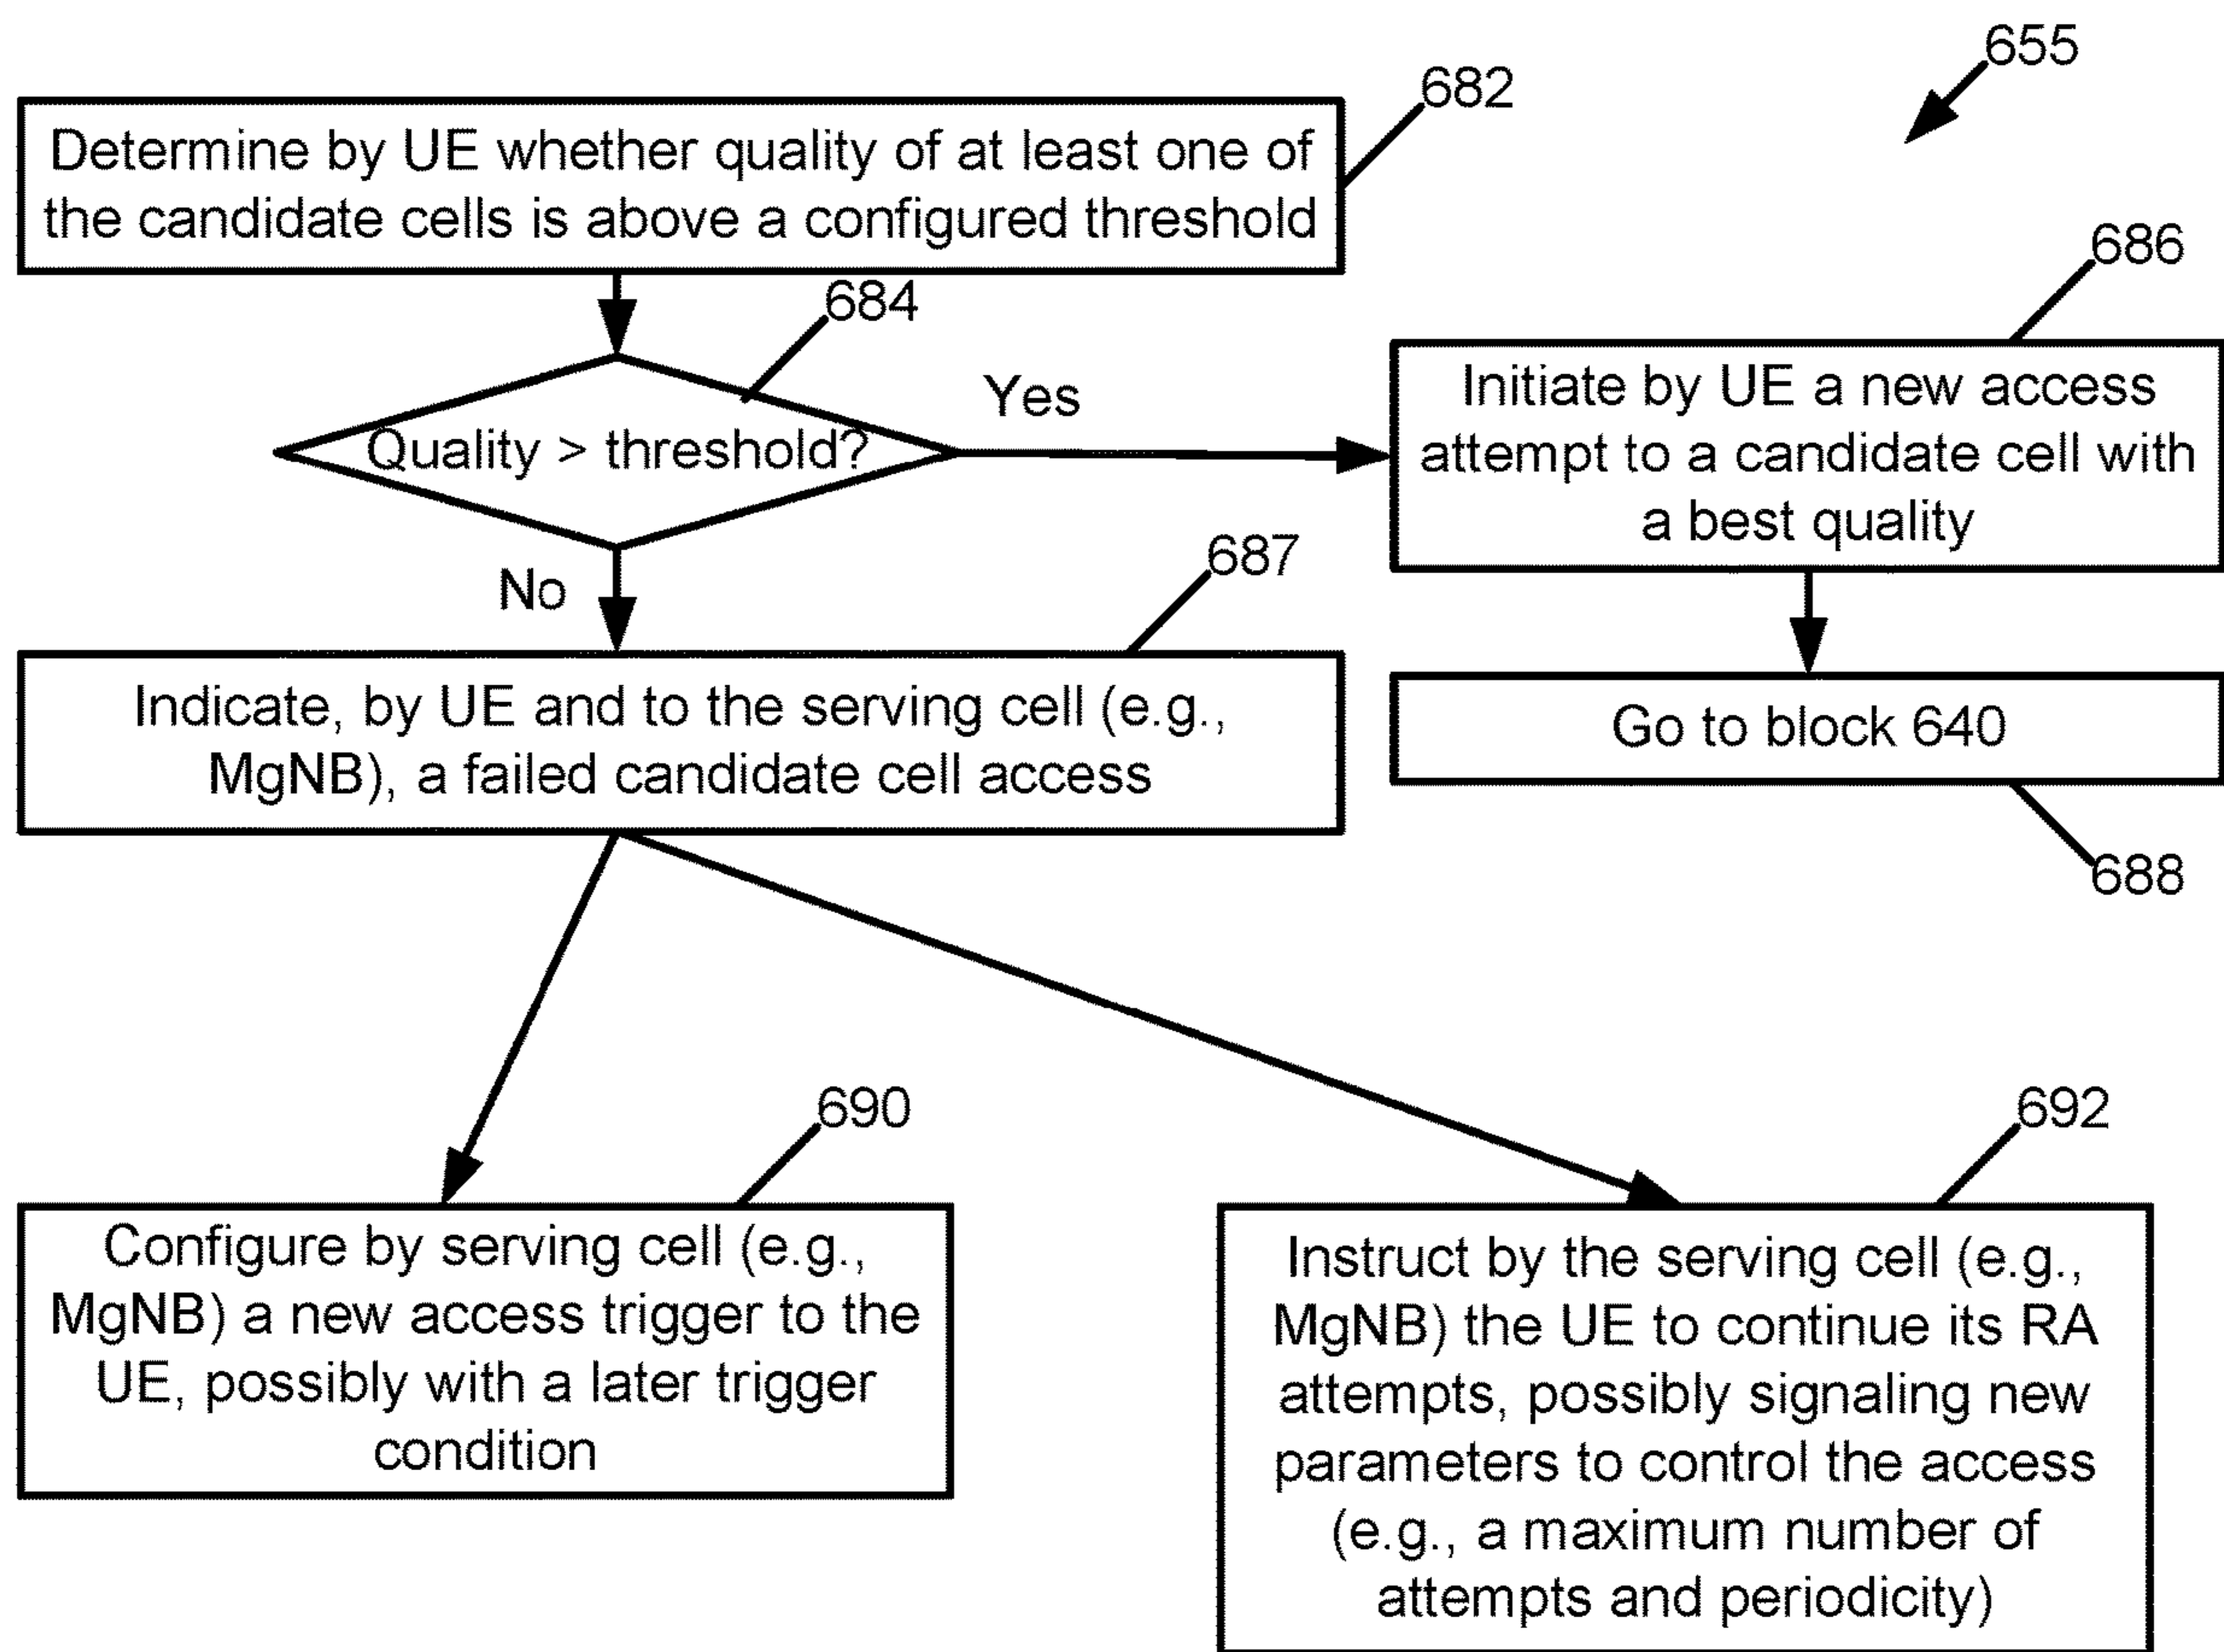 655
682
Determine by UE whether quality of at least one of
the candidate cells is above a configured threshold
684
Quality > threshold?
Yes
686
Initiate by UE a new access
attempt to a candidate cell with
a best quality
No
687
Indicate, by UE and to the serving cell (e.g.,
MgNB), a failed candidate cell access
Go to block 640
688
690
Configure by serving cell (e.g.,
MgNB) a new access trigger to the
UE, possibly with a later trigger
condition
692
Instruct by the serving cell (e.g.,
MgNB) the UE to continue its RA
attempts, possibly signaling new
parameters to control the access
(e.g., a maximum number of
attempts and periodicity)